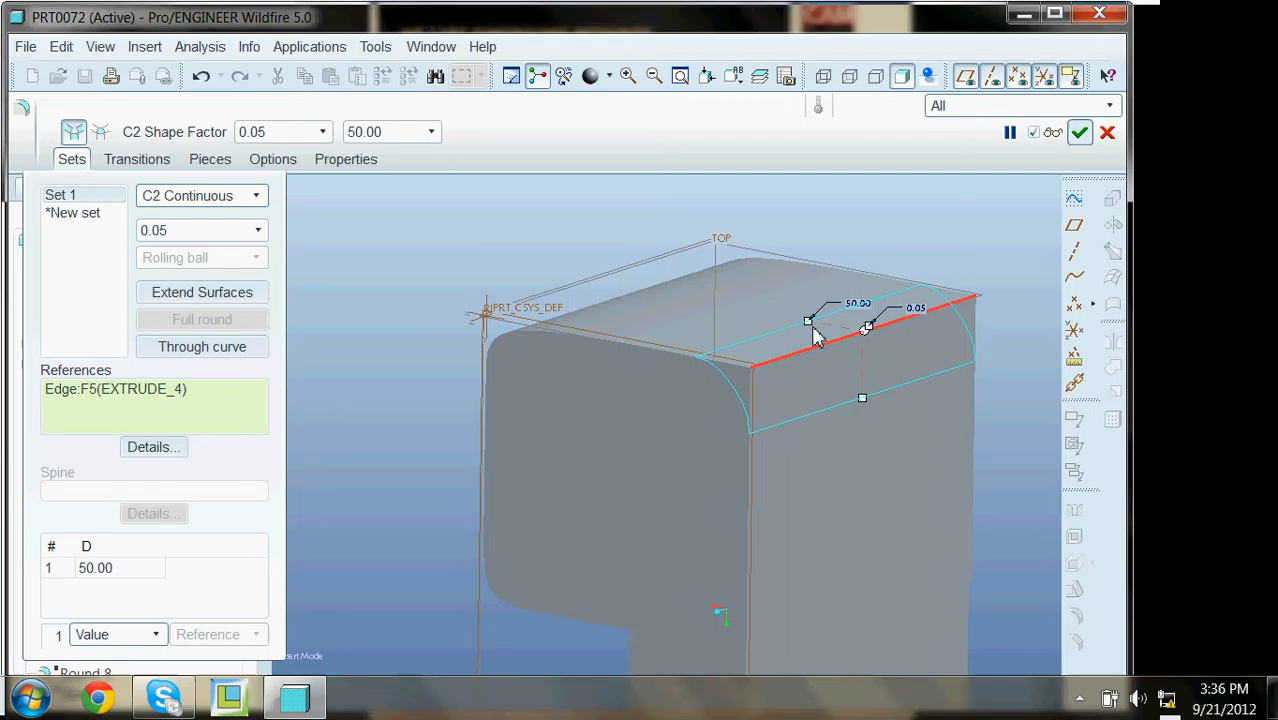 PRT0072 (Active) - Pro/ENGINEER Wildfire 5.0
File Edit View Insert Analysis Info Applications Tools Window Help
All
C2 Shape Factor 0.05 50.00
Sets Transitions Pieces Options Properties
Set 1
*New set
C2 Continuous
0.05
Rolling ball
Extend Surfaces
Full round
Through curve
References
Edge:F5(EXTRUDE_4)
Details...
Spine
Details...
# D
1 50.00
1 Value Reference
Round 8
TOP
PRT_CSYS_DEF
50.00
0.05
sert Mode
3:36 PM
9/21/2012